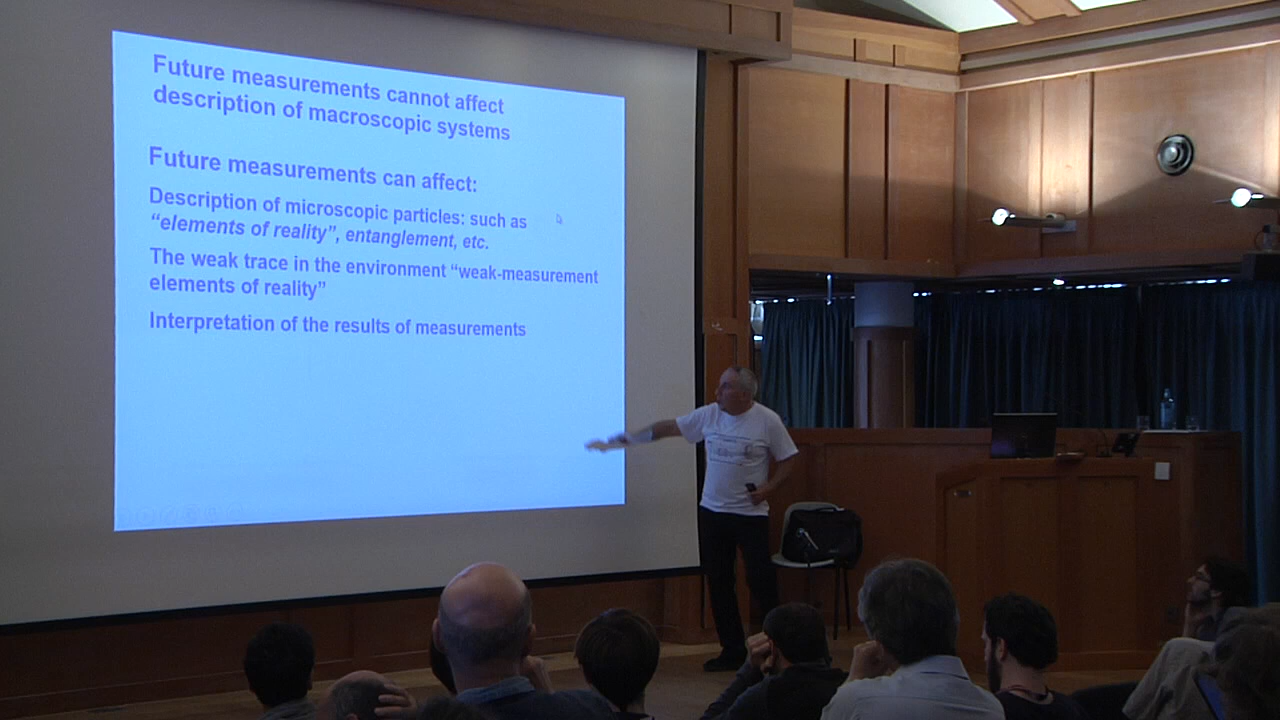 Future measurements cannot affect
description of macroscopic systems
Future measurements can affect:
Description of microscopic particles: such as
“elements of reality”, entanglement, etc.
The weak trace in the environment “weak-measurement
elements of reality”
Interpretation of the results of measurements